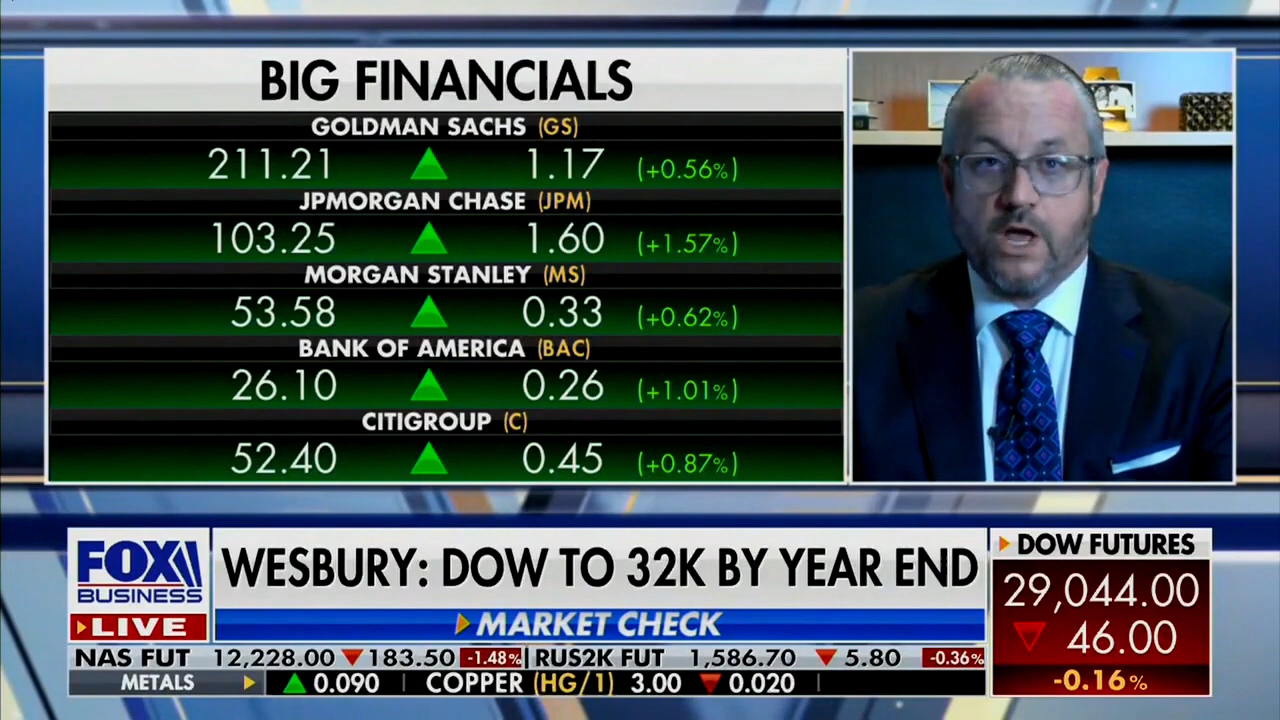 BIG FINANCIALS
GOLDMAN SACHS (GS)
211.21 ▲ 1.17 (+0.56%)
JPMORGAN CHASE (JPM)
103.25 ▲ 1.60 (+1.57%)
MORGAN STANLEY (MS)
53.58 ▲ 0.33 (+0.62%)
BANK OF AMERICA (BAC)
26.10 ▲ 0.26 (+1.01%)
CITIGROUP (C)
52.40 ▲ 0.45 (+0.87%)
FOX
BUSINESS
LIVE
WESBURY: DOW TO 32K BY YEAR END
MARKET CHECK
DOW FUTURES
29,044.00
▼ 46.00
-0.16%
NAS FUT 12,228.00 ▼ 183.50 -1.48% RUS2K FUT 1,586.70 ▼ 5.80 -0.36%
METALS ▲ 0.090 | COPPER (HG/1) 3.00 ▼ 0.020 |